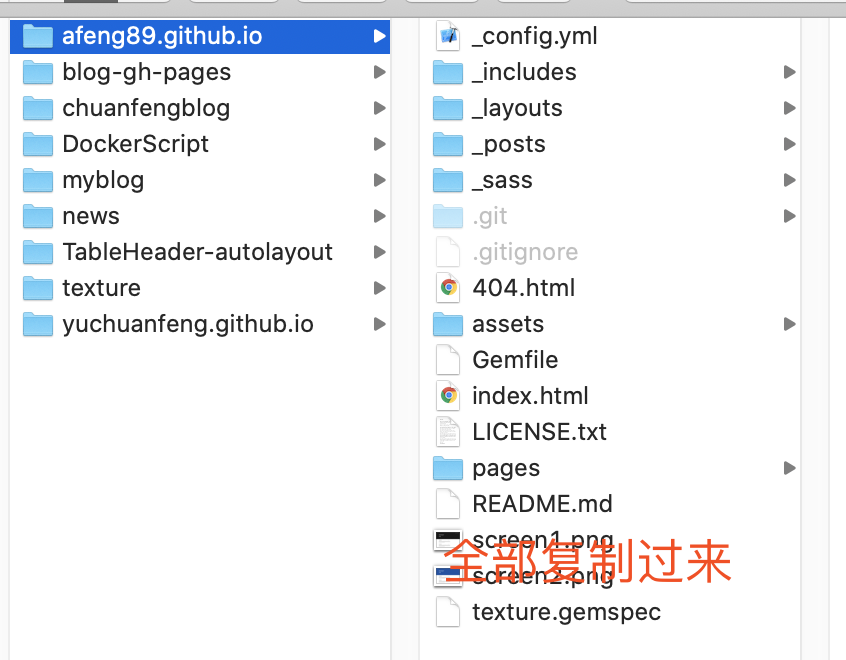 afeng89.github.io
blog-gh-pages
chuanfengblog
DockerScript
myblog
news
TableHeader-autolayout
texture
yuchuanfeng.github.io
_config.yml
_includes
_layouts
_posts
_sass
.git
.gitignore
404.html
assets
Gemfile
index.html
LICENSE.txt
pages
README.md
screen1.png
全部复制过来
screen2.png
texture.gemspec